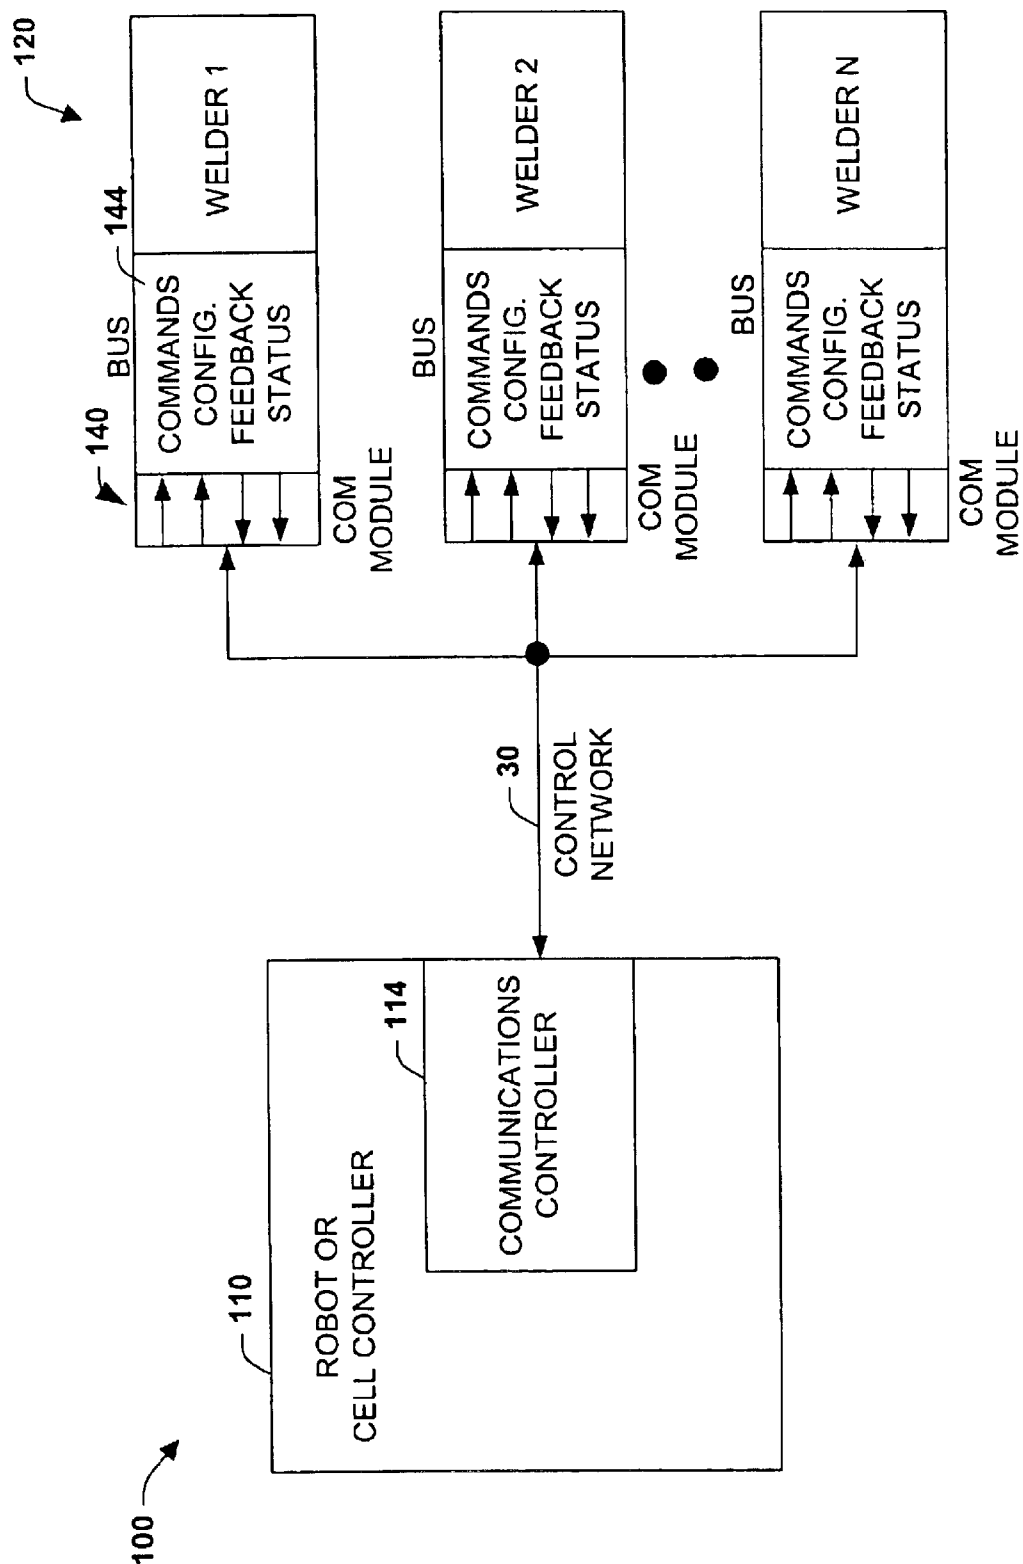 100
110
ROBOT OR
CELL CONTROLLER
114
COMMUNICATIONS
CONTROLLER
30
CONTROL
NETWORK
120
140
BUS
144
COMMANDS
CONFIG.
FEEDBACK
STATUS
WELDER 1
COM
MODULE
BUS
COMMANDS
CONFIG.
FEEDBACK
STATUS
WELDER 2
COM
MODULE
BUS
COMMANDS
CONFIG.
FEEDBACK
STATUS
WELDER N
COM
MODULE